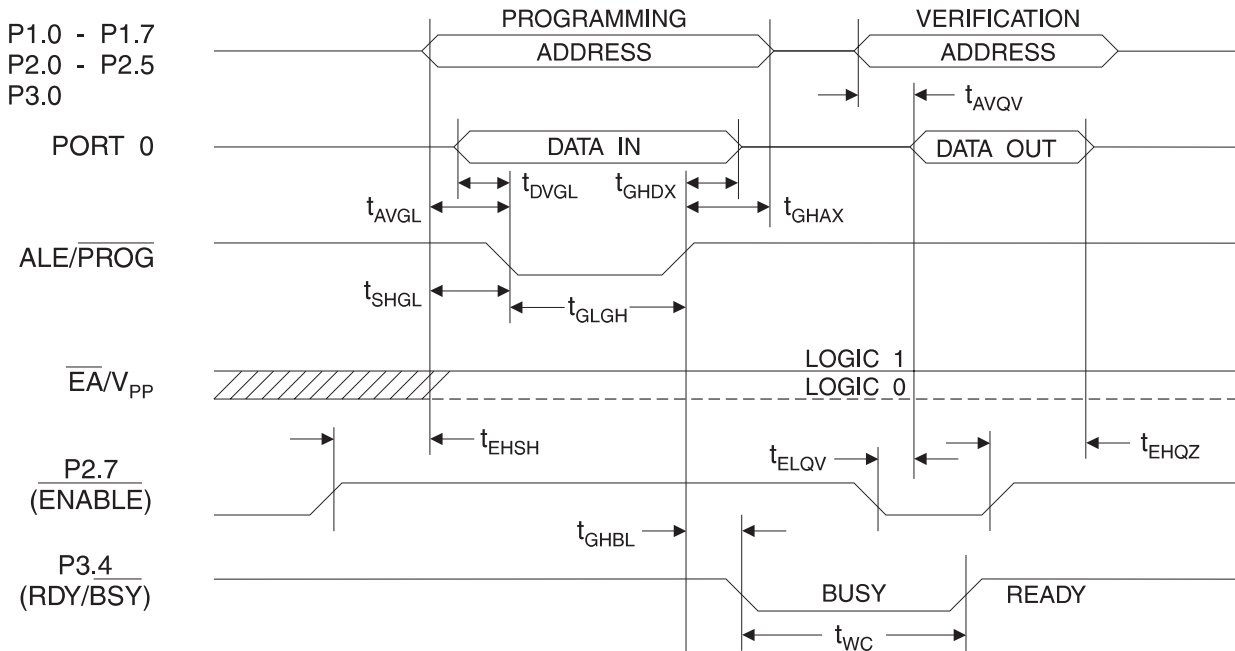 PROGRAMMING VERIFICATION
P1.0 - P1.7
P2.0 - P2.5
P3.0
ADDRESS ADDRESS
tAVQV
PORT 0 DATA IN DATA OUT
tDVGL tGHDX
tAVGL tGHAX
ALE/PROG
tSHGL tGLGH
LOGIC 1
EA/VPP LOGIC 0
tEHSH tELQV tEHQZ
P2.7
(ENABLE)
tGHBL
P3.4
(RDY/BSY) BUSY READY
tWC